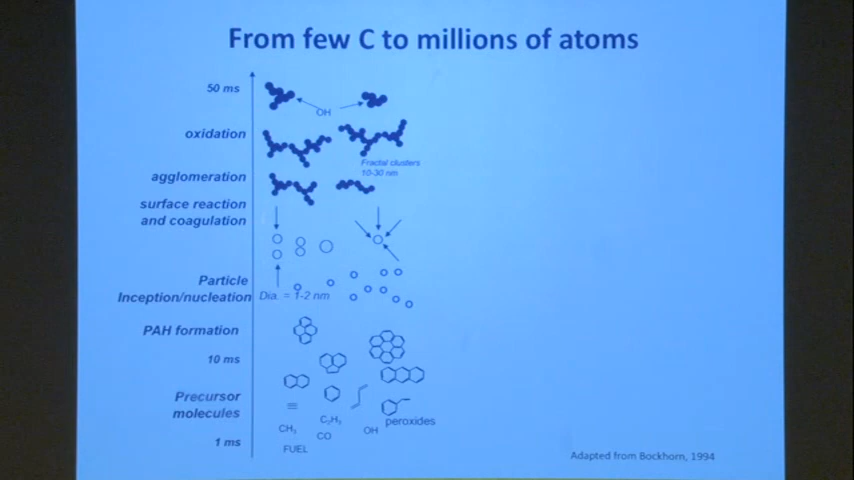 From few C to millions of atoms
50 ms
OH
oxidation
Fractal clusters
10-30 nm
agglomeration
surface reaction
and coagulation
Particle
Inception/nucleation
Dia. = 1-2 nm
PAH formation
10 ms
Precursor
molecules
C₂H₃
peroxides
CH₃
CO
OH
1 ms
FUEL
Adapted from Bockhorn, 1994